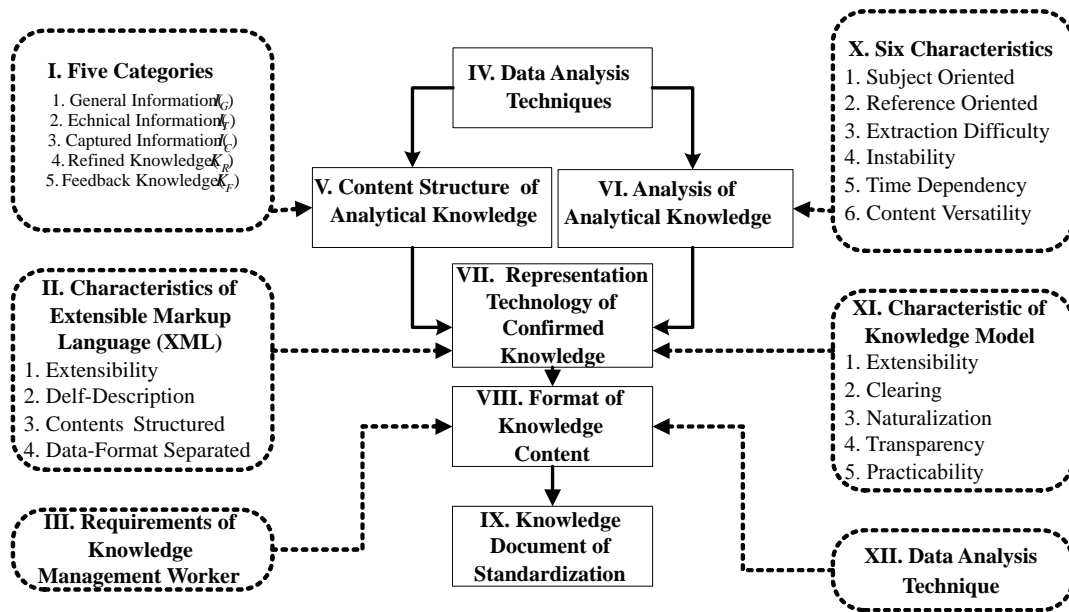 I. Five Categories
1. General Information(I_G)
2. Echnical Information(I_T)
3. Captured Information(I_C)
4. Refined Knowledge(K_R)
5. Feedback Knowledge(K_F)
II. Characteristics of
Extensible Markup
Language (XML)
1. Extensibility
2. Delf-Description
3. Contents Structured
4. Data-Format Separated
III. Requirements of
Knowledge
Management Worker
IV. Data Analysis
Techniques
V. Content Structure of
Analytical Knowledge
VI. Analysis of
Analytical Knowledge
VII. Representation
Technology of
Confirmed
Knowledge
VIII. Format of
Knowledge
Content
IX. Knowledge
Document of
Standardization
X. Six Characteristics
1. Subject Oriented
2. Reference Oriented
3. Extraction Difficulty
4. Instability
5. Time Dependency
6. Content Versatility
XI. Characteristic of
Knowledge Model
1. Extensibility
2. Clearing
3. Naturalization
4. Transparency
5. Practicability
XII. Data Analysis
Technique